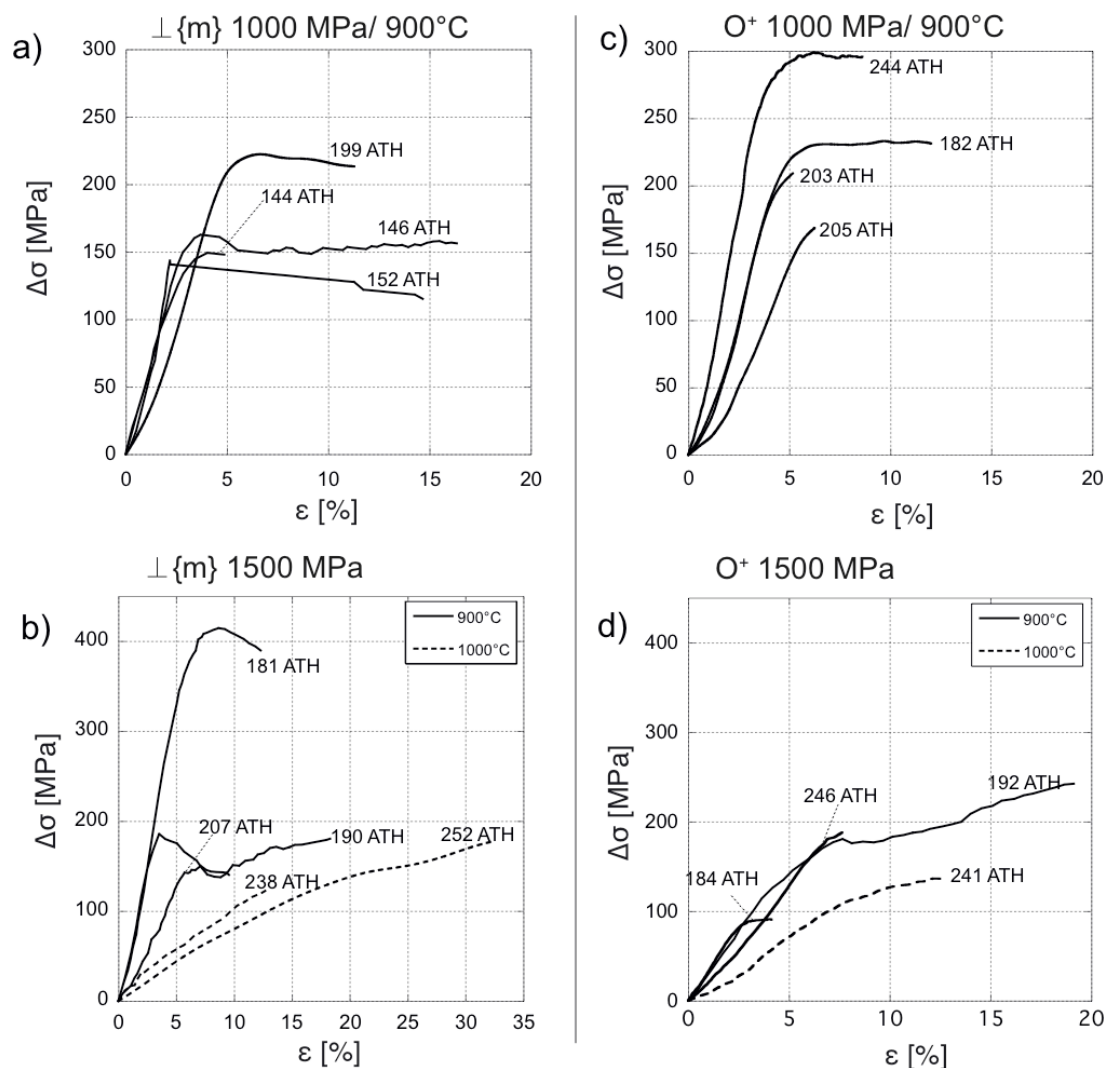 a)
⊥{m} 1000 MPa/ 900°C
300
250
200
150
100
50
0
Δσ [MPa]
199 ATH
144 ATH
146 ATH
152 ATH
0 5 10 15 20
ε [%]
c)
O⁺ 1000 MPa/ 900°C
300
250
200
150
100
50
0
Δσ [MPa]
244 ATH
182 ATH
203 ATH
205 ATH
0 5 10 15 20
ε [%]
b)
⊥{m} 1500 MPa
400
300
200
100
0
Δσ [MPa]
900°C
1000°C
181 ATH
207 ATH
190 ATH
252 ATH
238 ATH
0 5 10 15 20 25 30 35
ε [%]
d)
O⁺ 1500 MPa
400
300
200
100
0
Δσ [MPa]
900°C
1000°C
192 ATH
246 ATH
184 ATH
241 ATH
0 5 10 15 20
ε [%]